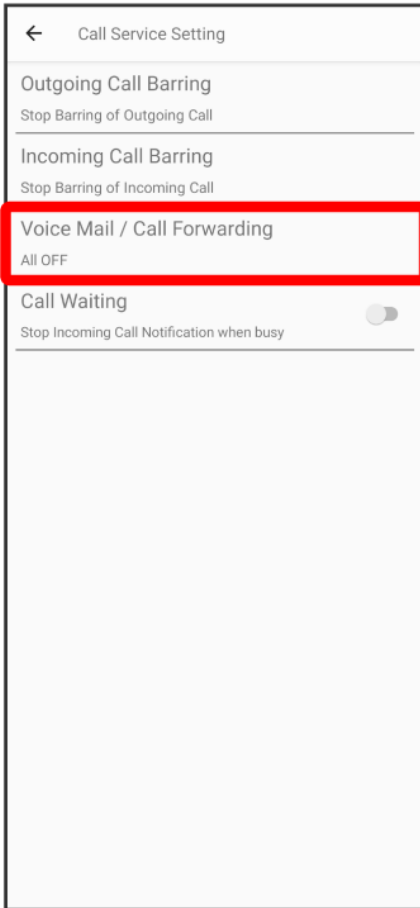 Call Service Setting
Outgoing Call Barring
Stop Barring of Outgoing Call
Incoming Call Barring
Stop Barring of Incoming Call
Voice Mail / Call Forwarding
All OFF
Call Waiting
Stop Incoming Call Notification when busy